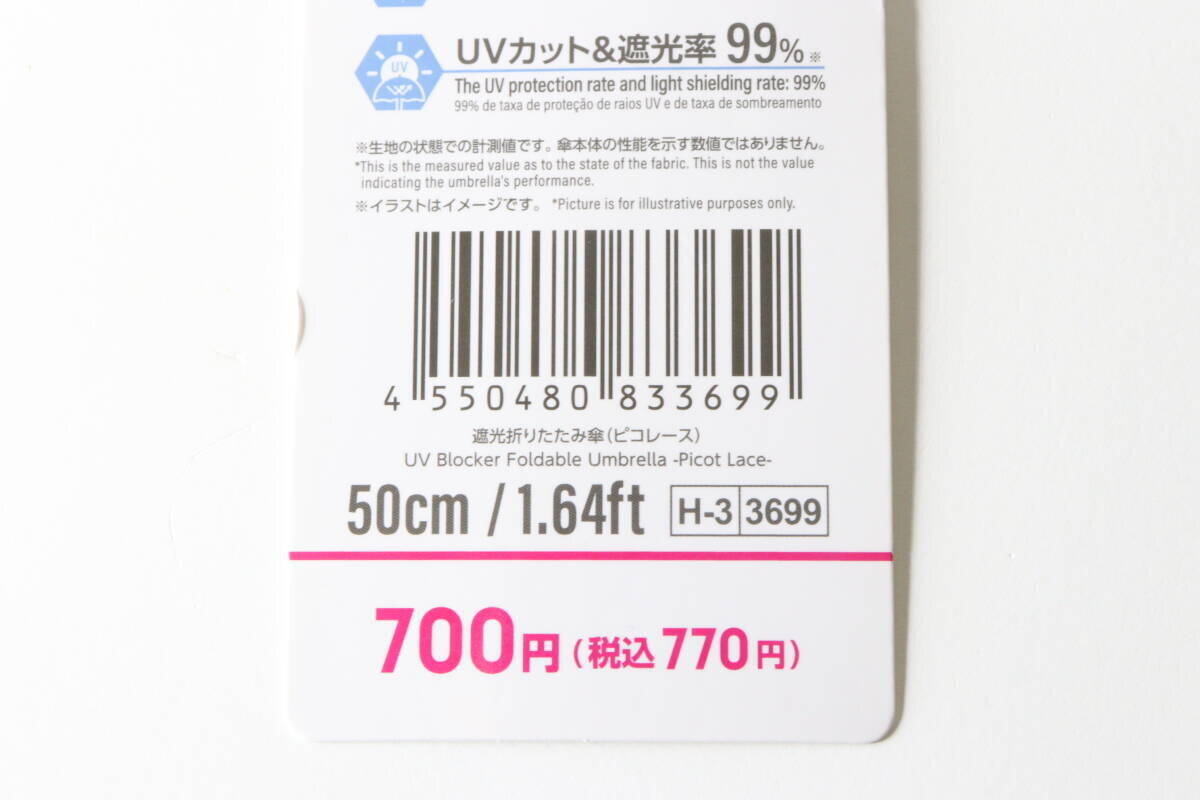 UVカット&遮光率 99%※
UV
The UV protection rate and light shielding rate: 99%
99% de taxa de proteção de raios UV e de taxa de sombreamento
※生地の状態での計測値です。傘本体の性能を示す数値ではありません。
*This is the measured value as to the state of the fabric. This is not the value
indicating the umbrella's performance.
※イラストはイメージです。 *Picture is for illustrative purposes only.
4 550480 833699
遮光折りたたみ傘(ピコレース)
UV Blocker Foldable Umbrella -Picot Lace-
50cm / 1.64ft H-3 3699
700円(税込770円)